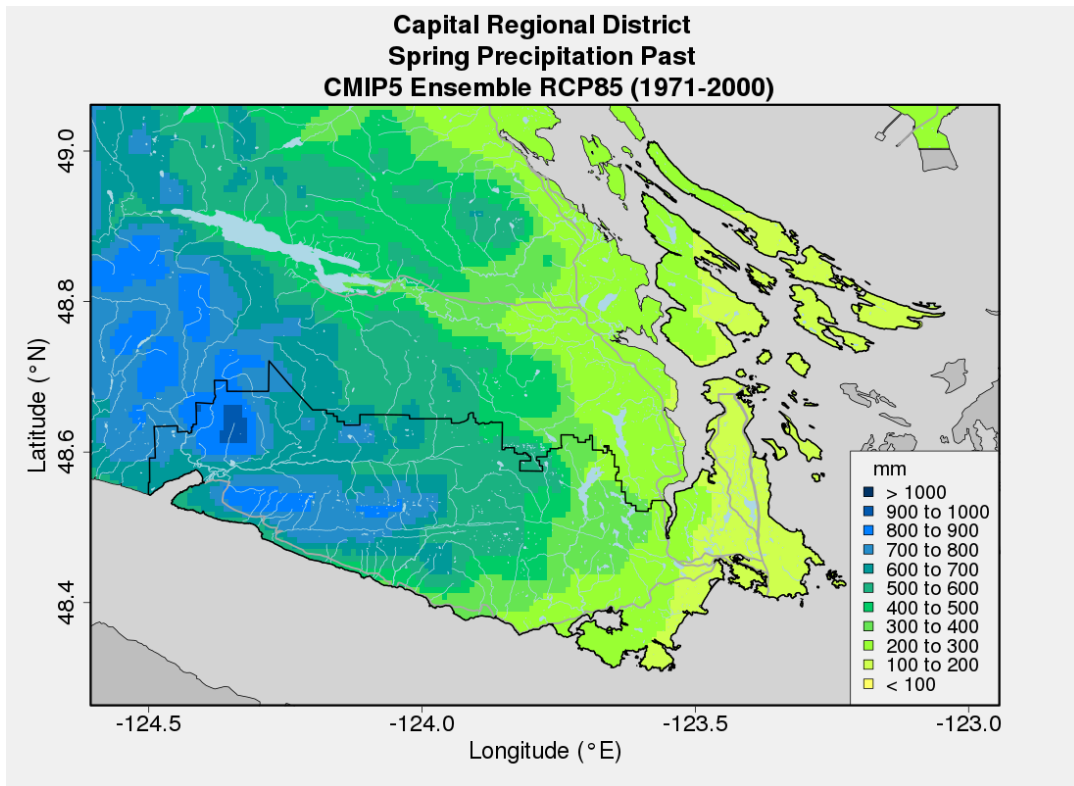 Capital Regional District
Spring Precipitation Past
CMIP5 Ensemble RCP85 (1971-2000)
49.0
48.8
48.6
48.4
Latitude (°N)
mm
> 1000
900 to 1000
800 to 900
700 to 800
600 to 700
500 to 600
400 to 500
300 to 400
200 to 300
100 to 200
< 100
-124.5
-124.0
-123.5
-123.0
Longitude (°E)